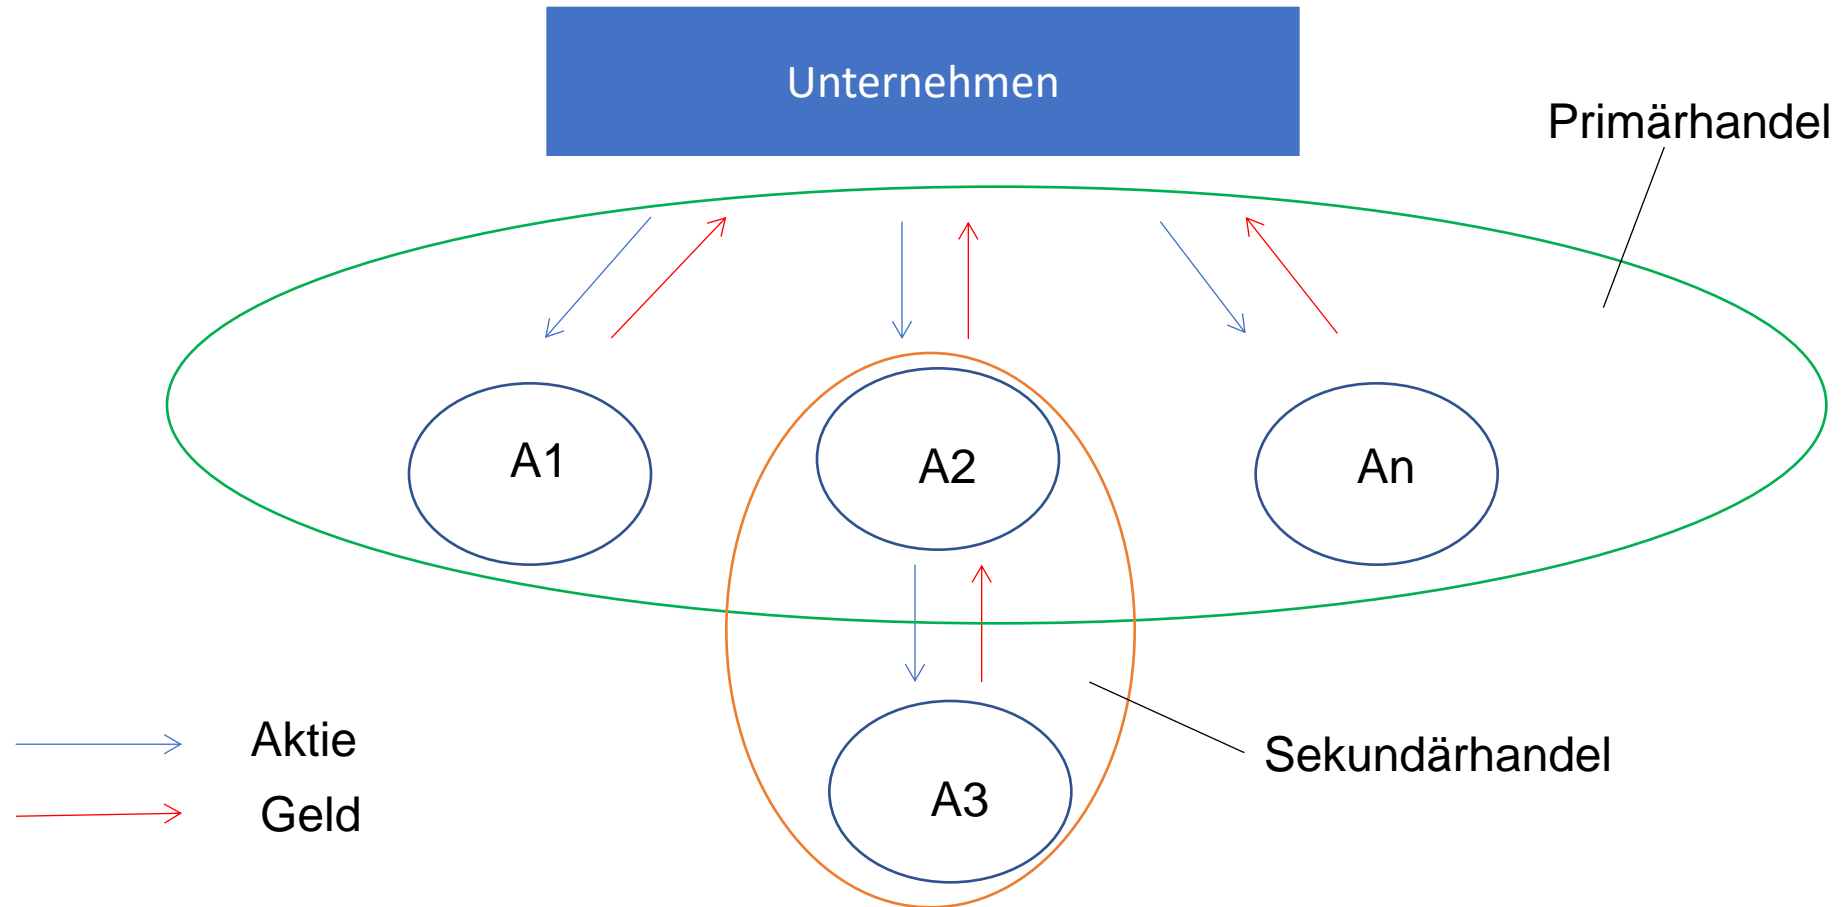 Unternehmen
Primärhandel
A1
A2
An
Aktie
Sekundärhandel
Geld
A3